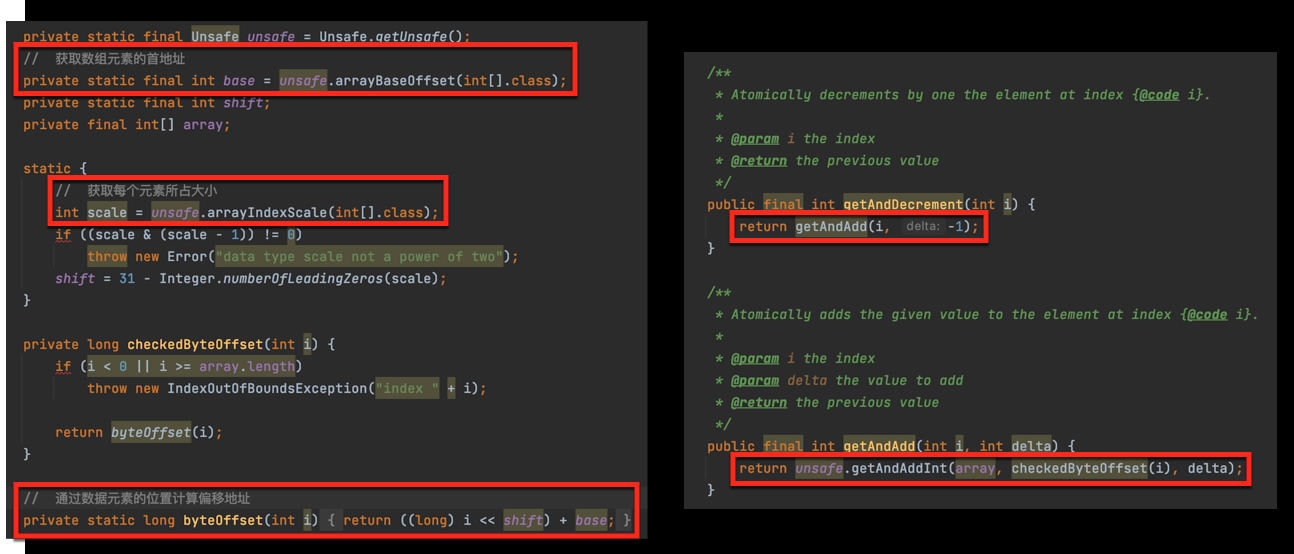 private static final Unsafe unsafe = Unsafe.getUnsafe();
//  获取数组元素的首地址
private static final int base = unsafe.arrayBaseOffset(int[].class);
private static final int shift;
private final int[] array;
static {
//  获取每个元素所占大小
int scale = unsafe.arrayIndexScale(int[].class);
if ((scale & (scale - 1)) != 0)
throw new Error("data type scale not a power of two");
shift = 31 - Integer.numberOfLeadingZeros(scale);
}
private long checkedByteOffset(int i) {
if (i < 0 || i >= array.length)
throw new IndexOutOfBoundsException("index " + i);
return byteOffset(i);
}
//  通过数据元素的位置计算偏移地址
private static long byteOffset(int i) { return ((long) i << shift) + base; }
/**
* Atomically decrements by one the element at index {@code i}.
*
* @param i the index
* @return the previous value
*/
public final int getAndDecrement(int i) {
return getAndAdd(i, delta: -1);
}
/**
* Atomically adds the given value to the element at index {@code i}.
*
* @param i the index
* @param delta the value to add
* @return the previous value
*/
public final int getAndAdd(int i, int delta) {
return unsafe.getAndAddInt(array, checkedByteOffset(i), delta);
}